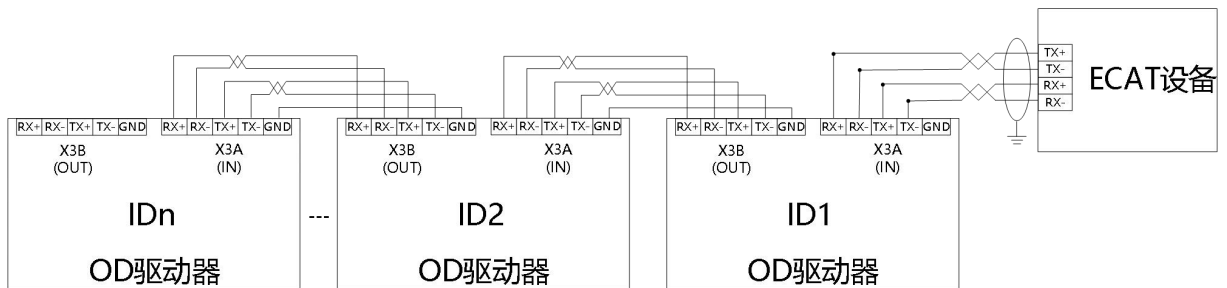 TX+
TX-
RX+
RX-
ECAT设备
RX+ RX- TX+ TX- GND
RX+ RX- TX+ TX- GND
RX+ RX- TX+ TX- GND
RX+ RX- TX+ TX- GND
RX+ RX- TX+ TX- GND
RX+ RX- TX+ TX- GND
X3B
(OUT)
X3A
(IN)
X3B
(OUT)
X3A
(IN)
X3B
(OUT)
X3A
(IN)
IDn
---
ID2
ID1
OD驱动器
OD驱动器
OD驱动器